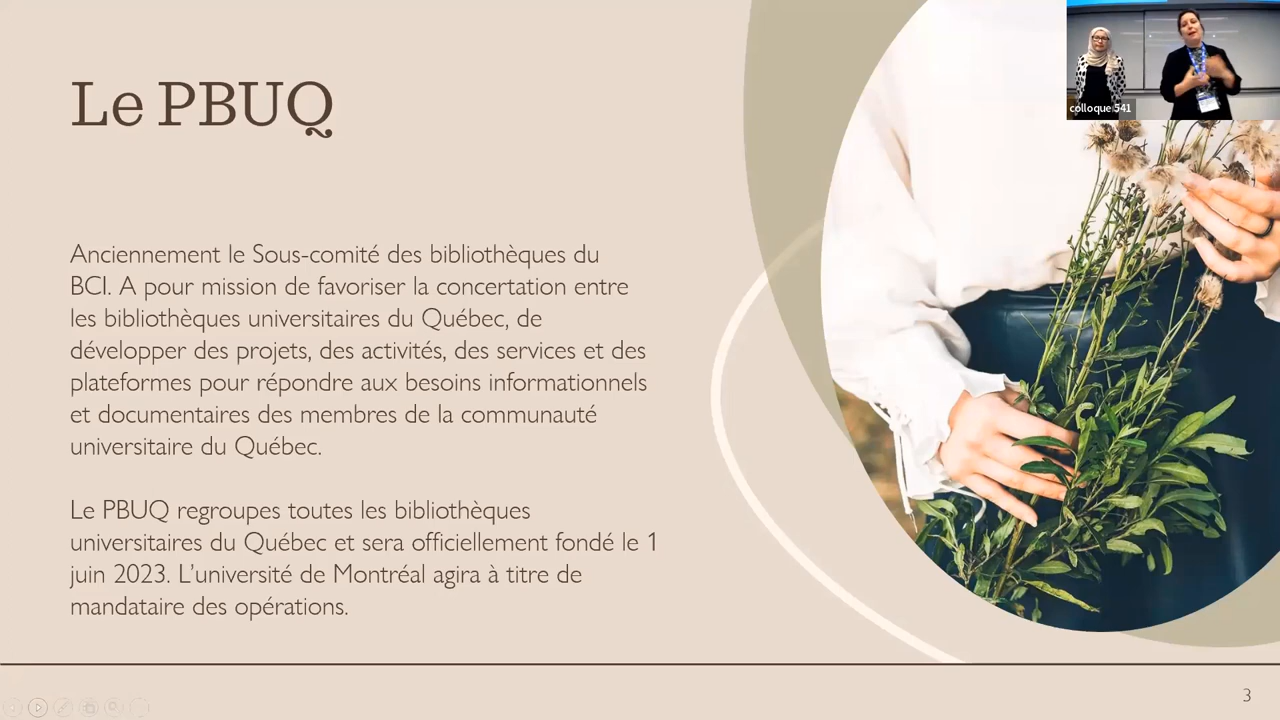 Le PBUQ
Anciennement le Sous-comité des bibliothèques du
BCI. A pour mission de favoriser la concertation entre
les bibliothèques universitaires du Québec, de
développer des projets, des activités, des services et des
plateformes pour répondre aux besoins informationnels
et documentaires des membres de la communauté
universitaire du Québec.
Le PBUQ regroupes toutes les bibliothèques
universitaires du Québec et sera officiellement fondé le 1
juin 2023. L'université de Montréal agira à titre de
mandataire des opérations.
colloque 541
3